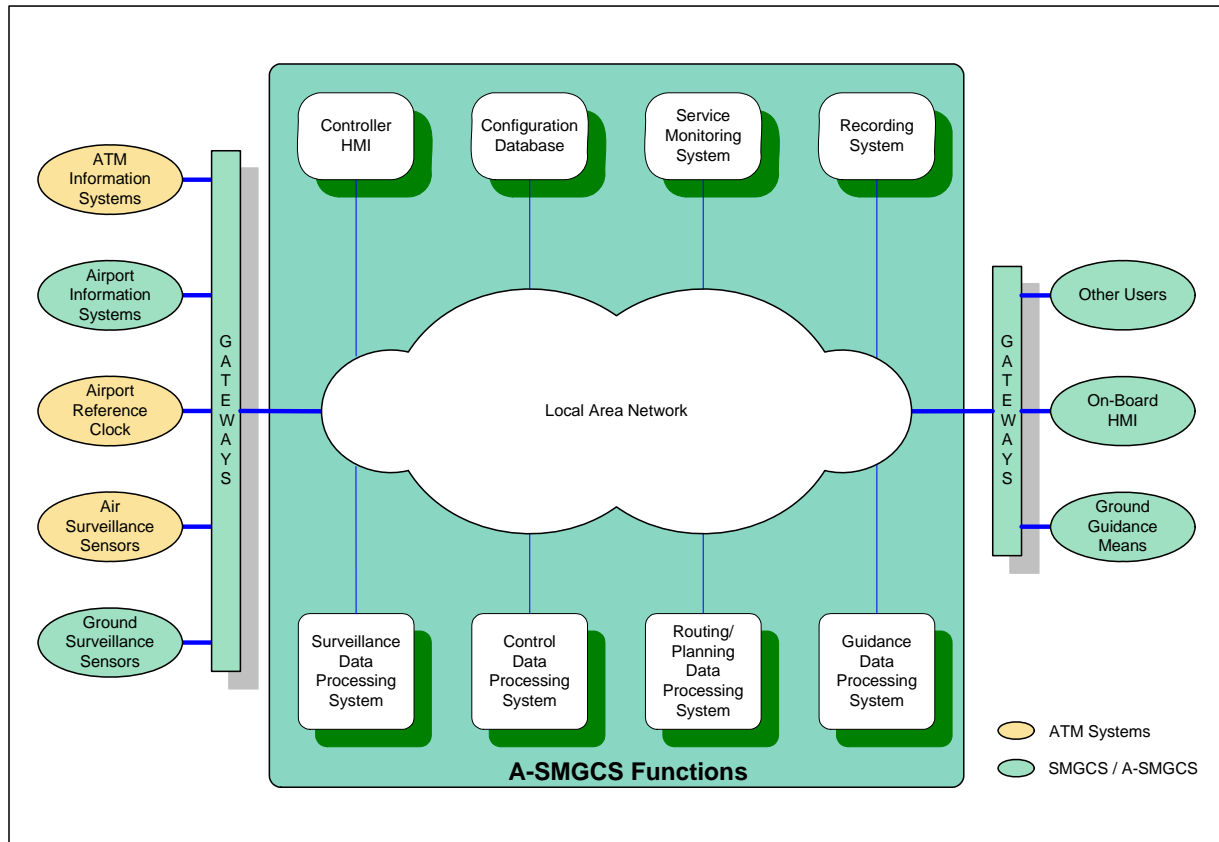 Controller
HMI
Configuration
Database
Service
Monitoring
System
Recording
System
ATM
Information
Systems
Airport
Information
Systems
Airport
Reference
Clock
Air
Surveillance
Sensors
Ground
Surveillance
Sensors
GATEWAYS
Local Area Network
GATEWAYS
Other Users
On-Board
HMI
Ground
Guidance
Means
Surveillance
Data
Processing
System
Control
Data
Processing
System
Routing/
Planning
Data
Processing
System
Guidance
Data
Processing
System
A-SMGCS Functions
ATM Systems
SMGCS / A-SMGCS